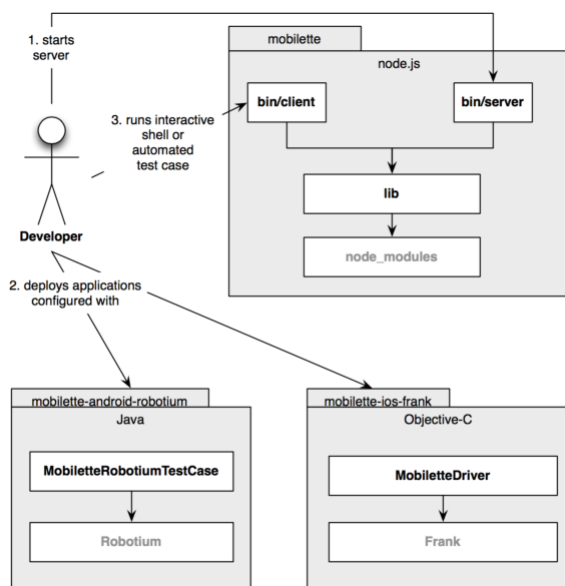 1. starts
server
mobilette
node.js
bin/client
bin/server
3. runs interactive
shell or
automated
test case
lib
Developer
node_modules
2. deploys applications
configured with
mobilette-android-robotium
Java
MobiletteRobotiumTestCase
Robotium
mobilette-ios-frank
Objective-C
MobiletteDriver
Frank